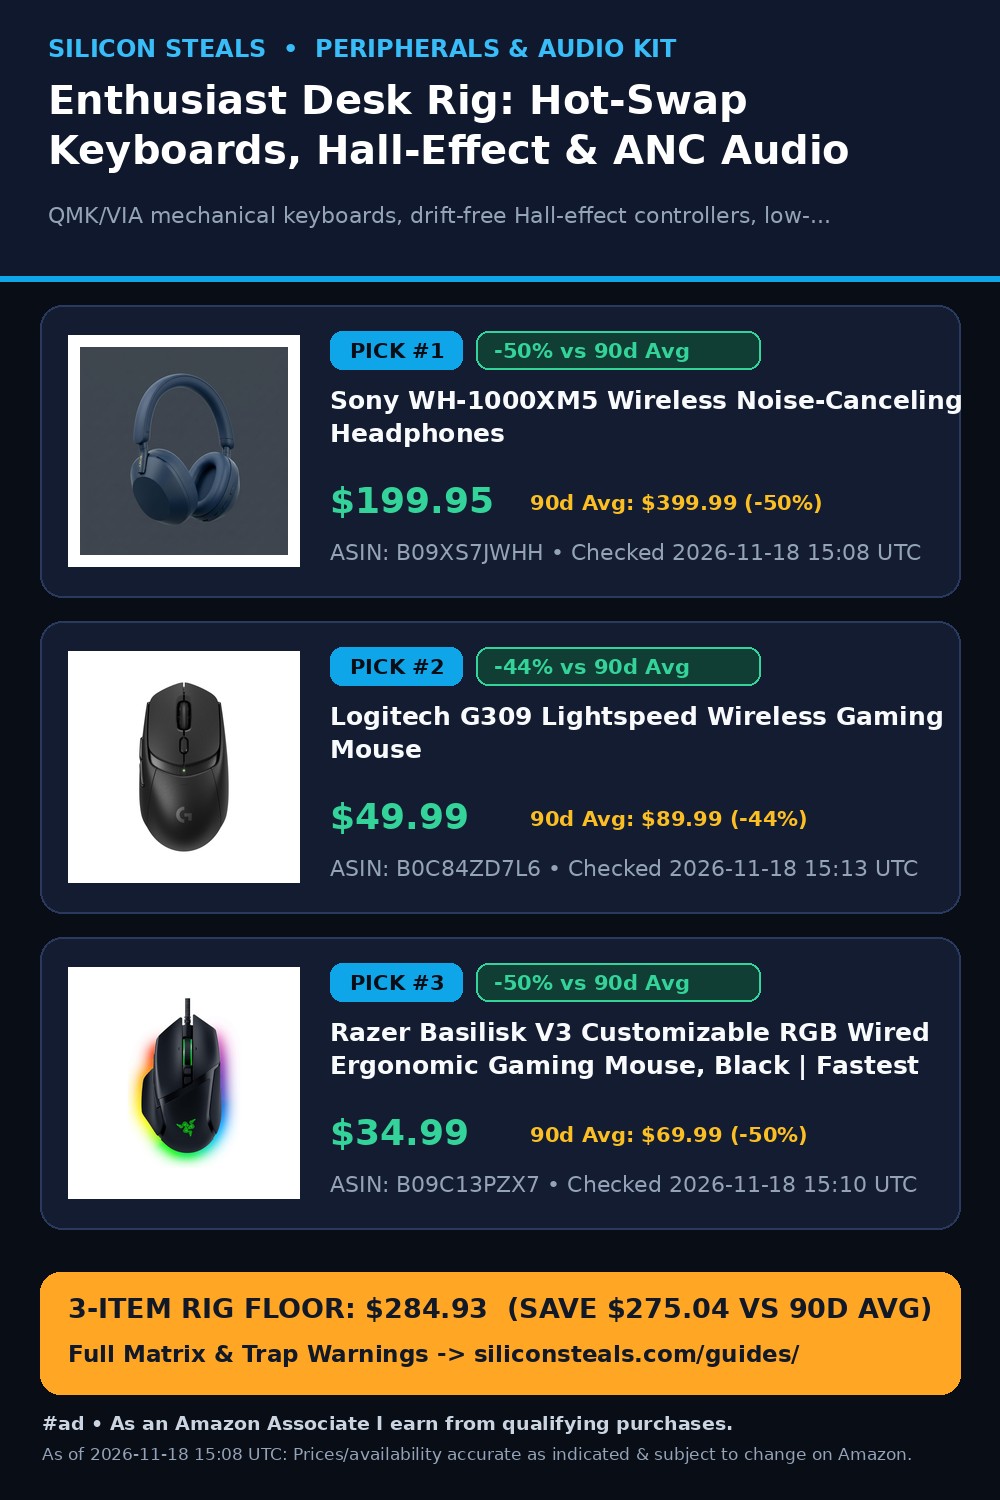 SILICON STEALS • PERIPHERALS & AUDIO KIT
Enthusiast Desk Rig: Hot-Swap
Keyboards, Hall-Effect & ANC Audio
QMK/VIA mechanical keyboards, drift-free Hall-effect controllers, low-...
PICK #1
-50% vs 90d Avg
Sony WH-1000XM5 Wireless Noise-Canceling
Headphones
$199.95
90d Avg: $399.99 (-50%)
ASIN: B09XS7JWHH • Checked 2026-11-18 15:08 UTC
PICK #2
-44% vs 90d Avg
Logitech G309 Lightspeed Wireless Gaming
Mouse
$49.99
90d Avg: $89.99 (-44%)
ASIN: B0C84ZD7L6 • Checked 2026-11-18 15:13 UTC
PICK #3
-50% vs 90d Avg
Razer Basilisk V3 Customizable RGB Wired
Ergonomic Gaming Mouse, Black | Fastest
$34.99
90d Avg: $69.99 (-50%)
ASIN: B09C13PZX7 • Checked 2026-11-18 15:10 UTC
3-ITEM RIG FLOOR: $284.93 (SAVE $275.04 VS 90D AVG)
Full Matrix & Trap Warnings -> siliconsteals.com/guides/
#ad • As an Amazon Associate I earn from qualifying purchases.
As of 2026-11-18 15:08 UTC: Prices/availability accurate as indicated & subject to change on Amazon.